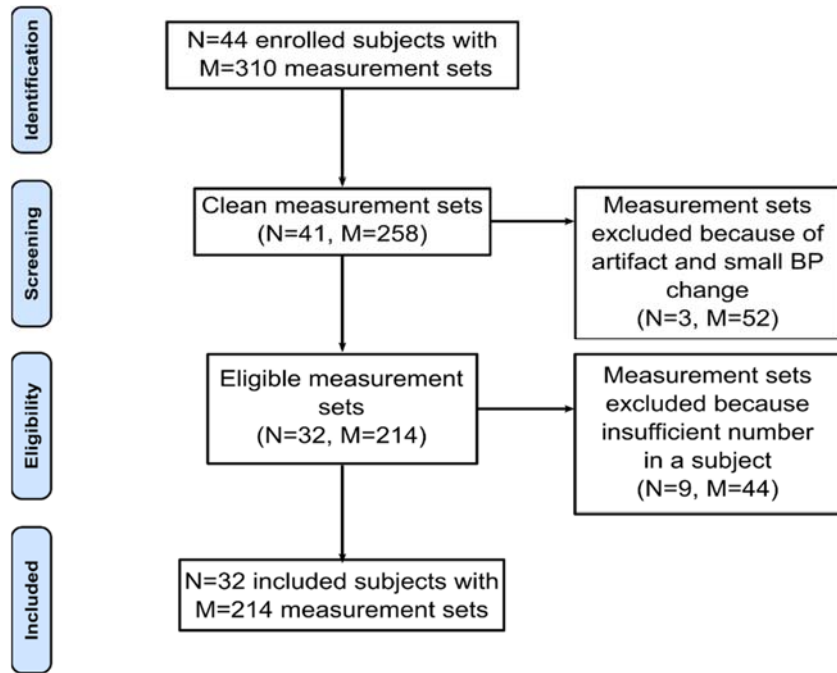 Identification
N=44 enrolled subjects with
M=310 measurement sets
Screening
Clean measurement sets
(N=41, M=258)
Measurement sets
excluded because of
artifact and small BP
change
(N=3, M=52)
Eligibility
Eligible measurement
sets
(N=32, M=214)
Measurement sets
excluded because
insufficient number
in a subject
(N=9, M=44)
Included
N=32 included subjects with
M=214 measurement sets